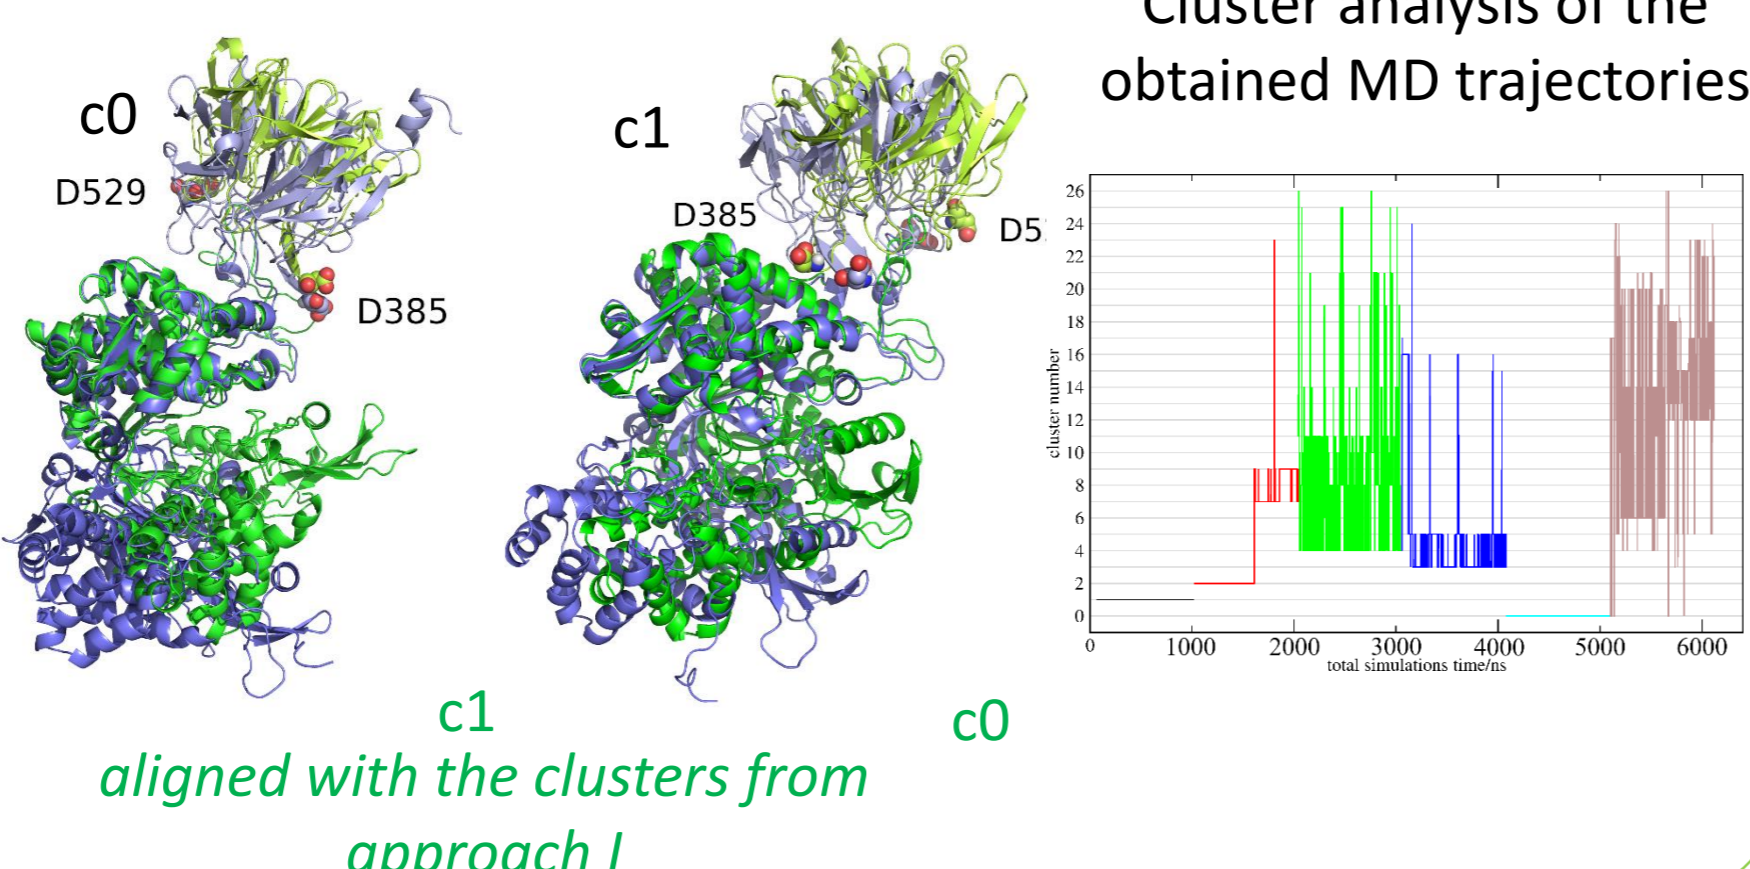 Cluster analysis of the
obtained MD trajectories
c0
D529
D385
c1
D385
c1
c0
aligned with the clusters from
approach I
26
24
22
20
18
16
14
12
10
8
6
4
2
0
cluster number
0 1000 2000 3000 4000 5000 6000
total simulations time/ns